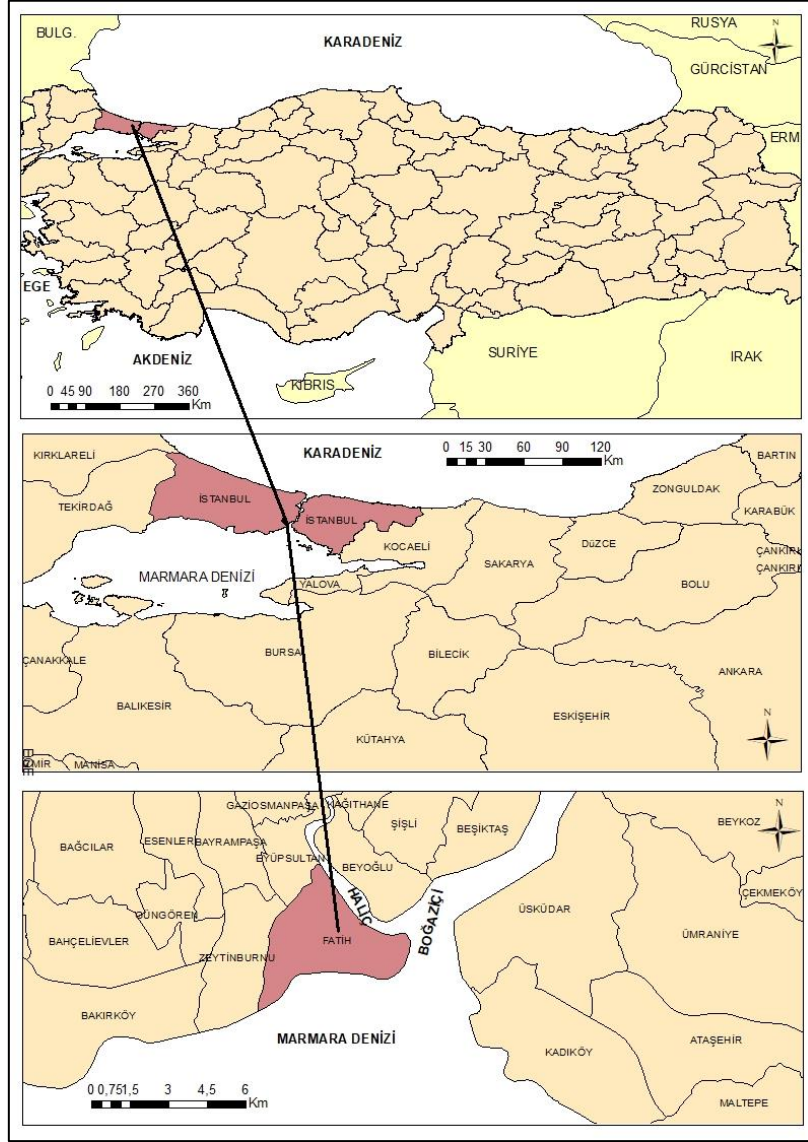 BULG.
KARADENİZ
RUSYA
N
GÜRCİSTAN
ERM
EGE
AKDENİZ
SURİYE
IRAK
KIBRIS
0 45 90 180 270 360
Km
KIRKLARELİ
KARADENİZ
0 15 30 60 90 120
Km
BARTIN
ZONGULDAK
TEKİRDAĞ
İSTANBUL
İSTANBUL
KARABÜK
KOCAELİ
SAKARYA
DüZCE
ÇANKIRI
ÇANKIRI
MARMARA DENİZİ
YALOVA
BOLU
ÇANAKKALE
BURSA
BİLECİK
ANKARA
BALIKESİR
ESKİŞEHİR
KÜTAHYA
N
MANİSA
GAZİOSMANPAŞA
KAĞITHANE
ŞİŞLİ
BEŞİKTAŞ
BEYKOZ
N
BAĞCILAR
ESENLER
BAYRAMPAŞA
EYÜPSULTAN
BEYOĞLU
ÇEKMEKÖY
HALİÇ
BOĞAZİÇİ
ÜSKÜDAR
GÜNGÖREN
ÜMRANİYE
BAHÇELİEVLER
FATİH
ZEYTİNBURNU
BAKIRKÖY
MARMARA DENİZİ
KADIKÖY
ATAŞEHİR
0 0,751,5 3 4,5 6
Km
MALTEPE